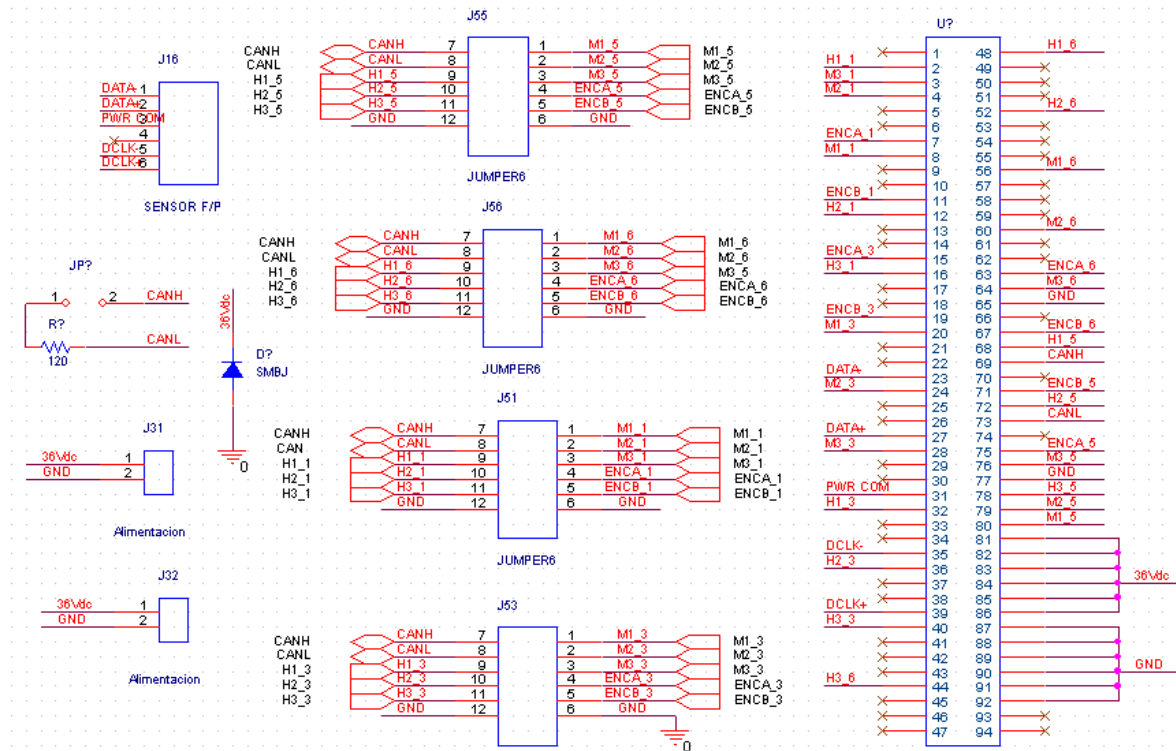 J16
DATA- 1
DATA+ 2
PWR COM 3
4
DCLK- 5
DCLK+ 6
SENSOR F/P
JP?
1 2 CANH
R?
120 CANL
36Vdc
D?
SMBJ
0
J31
36Vdc 1
GND 2
Alimentacion
J32
36Vdc 1
GND 2
Alimentacion
J55
CANH CANH 7 1 M1_5 M1_5
CANL CANL 8 2 M2_5 M2_5
H1_5 H1_5 9 3 M3_5 M3_5
H2_5 H2_5 10 4 ENCA_5 ENCA_5
H3_5 H3_5 11 5 ENCB_5 ENCB_5
GND 12 6 GND
JUMPER6
J56
CANH CANH 7 1 M1_6 M1_6
CANL CANL 8 2 M2_6 M2_6
H1_6 H1_6 9 3 M3_6 M3_5
H2_6 H2_6 10 4 ENCA_6 ENCA_6
H3_6 H3_6 11 5 ENCB_6 ENCB_6
GND 12 6 GND
JUMPER6
J51
CANH CANH 7 1 M1_1 M1_1
CAN CANL 8 2 M2_1 M2_1
H1_1 H1_1 9 3 M3_1 M3_1
H2_1 H2_1 10 4 ENCA_1 ENCA_1
H3_1 H3_1 11 5 ENCB_1 ENCB_1
GND 12 6 GND
JUMPER6
J53
CANH CANH 7 1 M1_3 M1_3
CANL CANL 8 2 M2_3 M2_3
H1_3 H1_3 9 3 M3_3 M3_3
H2_3 H2_3 10 4 ENCA_3 ENCA_3
H3_3 H3_3 11 5 ENCB_3 ENCB_3
GND 12 6 GND
0
U?
1 48 H1_6
H1_1 2 49
M3_1 3 50
M2_1 4 51
5 52 H2_6
6 53
ENCA_1 7 54
M1_1 8 55
9 56 M1_6
10 57
ENCB_1 11 58
H2_1 12 59
13 60 M2_6
14 61
ENCA_3 15 62
H3_1 16 63 ENCA_6
17 64 M3_6
18 65 GND
ENCB_3 19 66
M1_3 20 67 ENCB_6
21 68 H1_5
22 69 CANH
DATA- 23 70
M2_3 24 71 ENCB_5
25 72 H2_5
26 73 CANL
DATA+ 27 74
M3_3 28 75 ENCA_5
29 76 M3_5
30 77 GND
PWR COM 31 78 H3_5
H1_3 32 79 M2_5
33 80 M1_5
34 81
DCLK- 35 82
H2_3 36 83
37 84 36Vdc
38 85
DCLK+ 39 86
H3_3 40 87
41 88
42 89
43 90 GND
H3_6 44 91
45 92
46 93
47 94